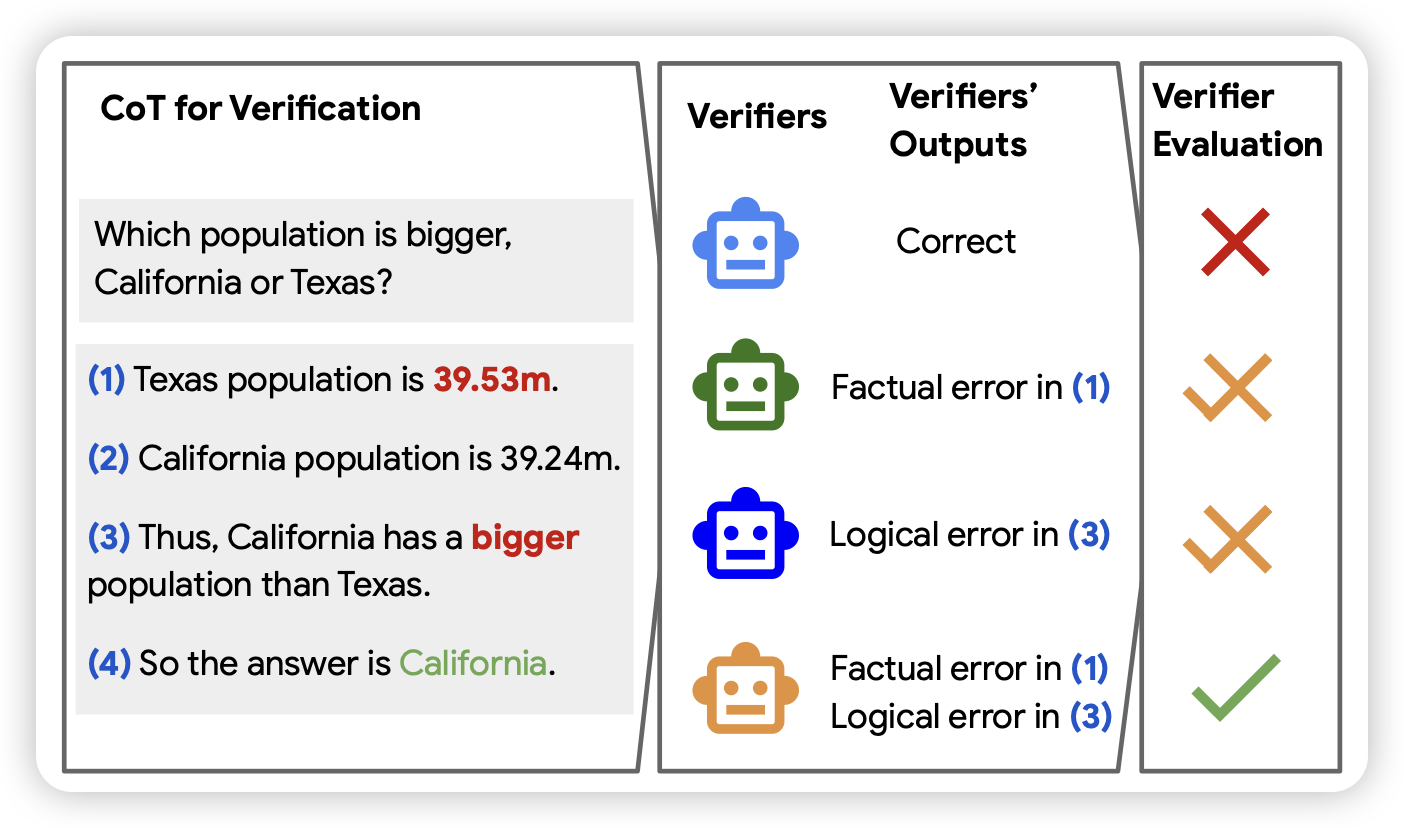 CoT for Verification
Which population is bigger,
California or Texas?
(1) Texas population is 39.53m.
(2) California population is 39.24m.
(3) Thus, California has a bigger
population than Texas.
(4) So the answer is California.
Verifiers
Verifiers’
Outputs
Correct
Factual error in (1)
Logical error in (3)
Factual error in (1)
Logical error in (3)
Verifier
Evaluation